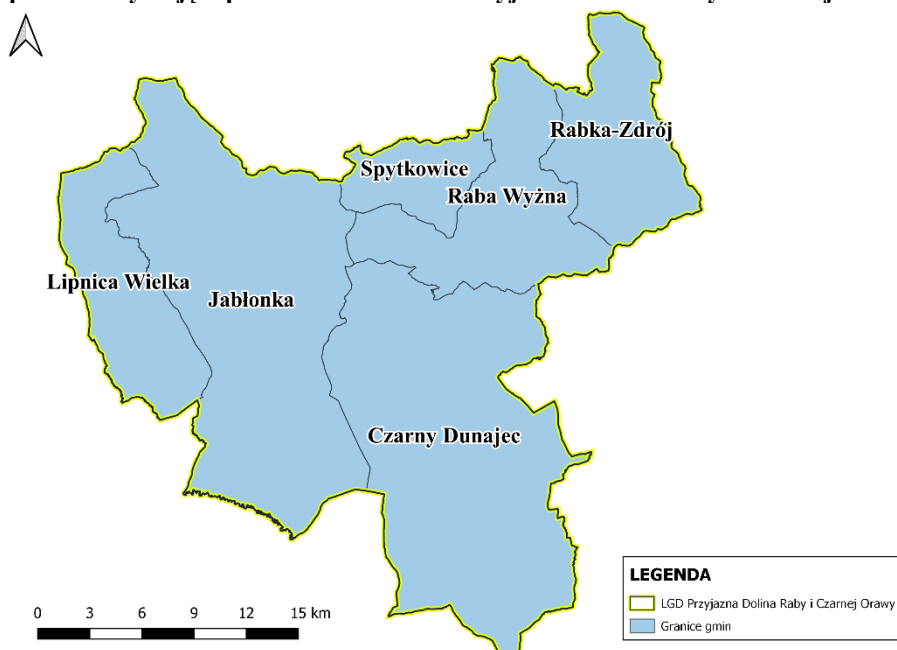 Rabka-Zdrój
Spytkowice
Raba Wyżna
Lipnica Wielka
Jabłonka
Czarny Dunajec
LEGENDA
LGD Przyjazna Dolina Raby i Czarnej Orawy
Granice gmin
0 3 6 9 12 15 km